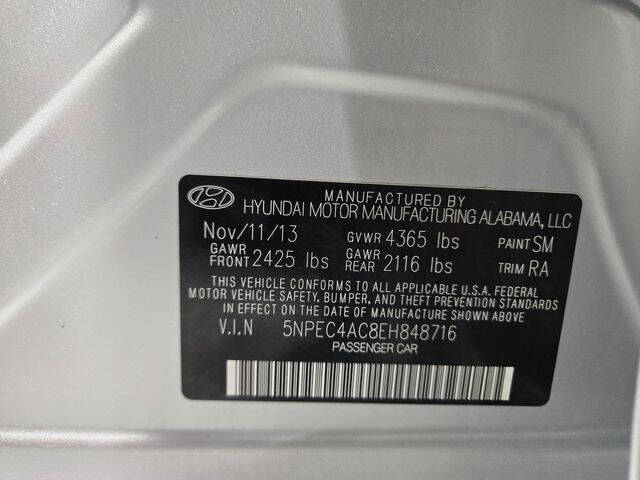 MANUFACTURED BY
HYUNDAI MOTOR MANUFACTURING ALABAMA, LLC
Nov/11/13 GVWR 4365 lbs PAINT SM
GAWR FRONT 2425 lbs GAWR REAR 2116 lbs TRIM RA
THIS VEHICLE CONFORMS TO ALL APPLICABLE U.S.A. FEDERAL
MOTOR VEHICLE SAFETY, BUMPER, AND THEFT PREVENTION STANDARDS
IN EFFECT ON THE DATE OF MANUFACTURE SHOWN ABOVE.
V.I.N 5NPEC4AC8EH848716
PASSENGER CAR